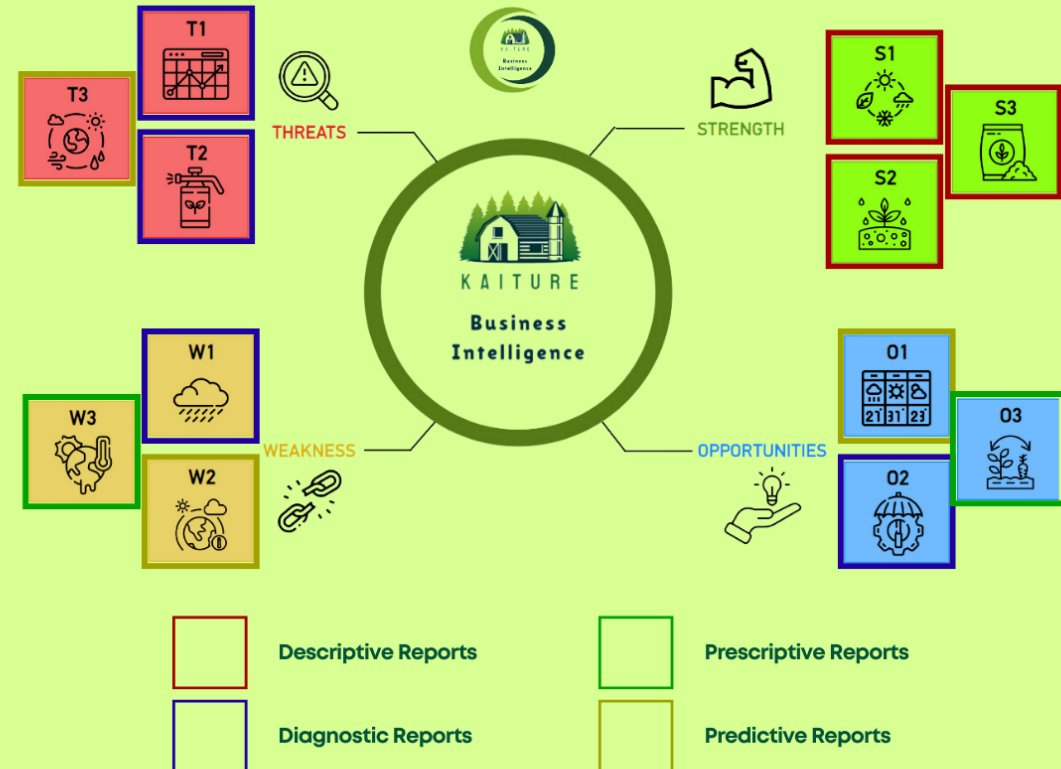 T1
T3
T2
THREATS
KAITURE
Business
Intelligence
STRENGTH
S1
S3
S2
KAITURE
Business
Intelligence
W1
W3
W2
WEAKNESS
OPPORTUNITIES
O1
21° 31° 23°
O3
O2
Descriptive Reports
Prescriptive Reports
Diagnostic Reports
Predictive Reports